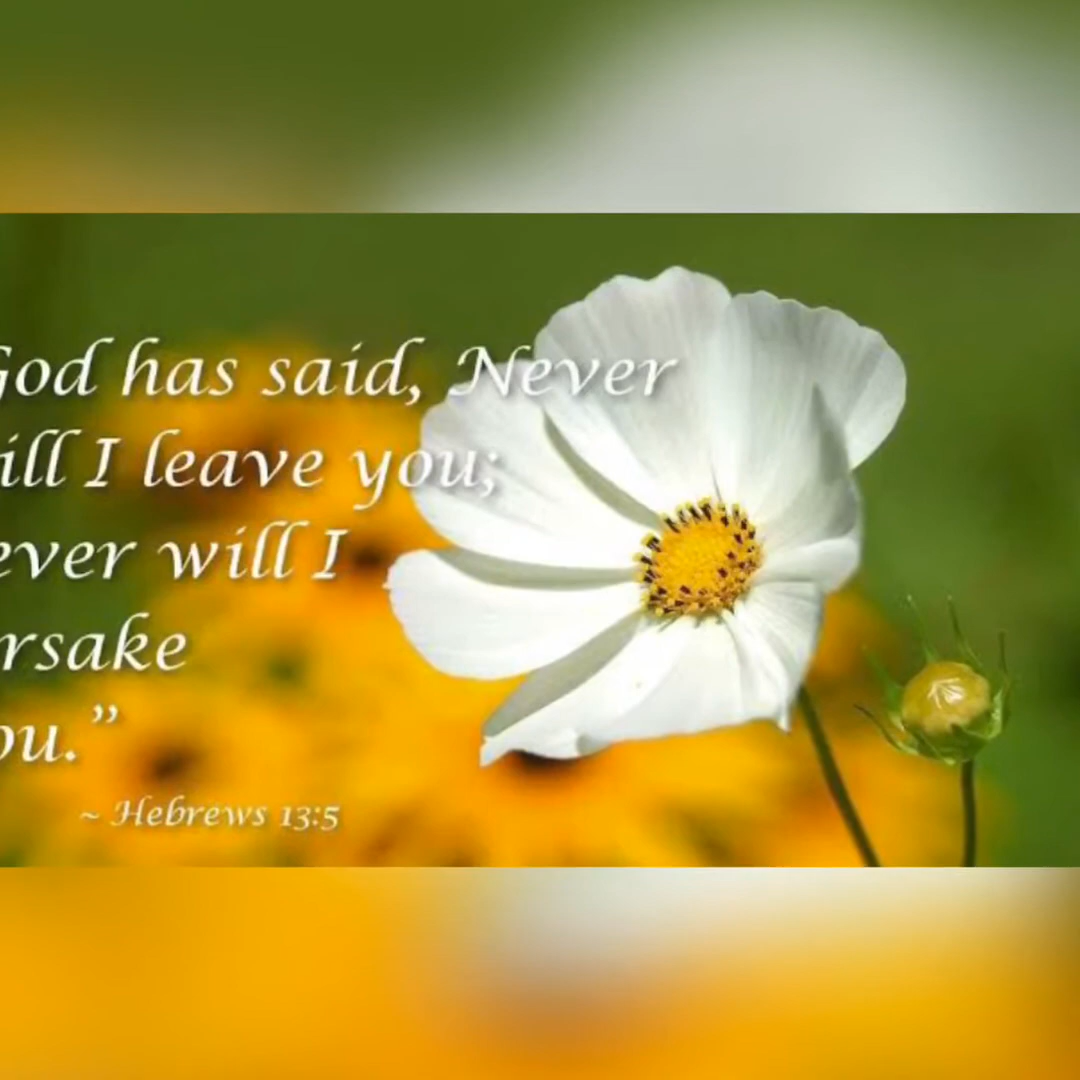 God has said, Never
ill I leave you;
ever will I
rsake
ou.”
~ Hebrews 13:5